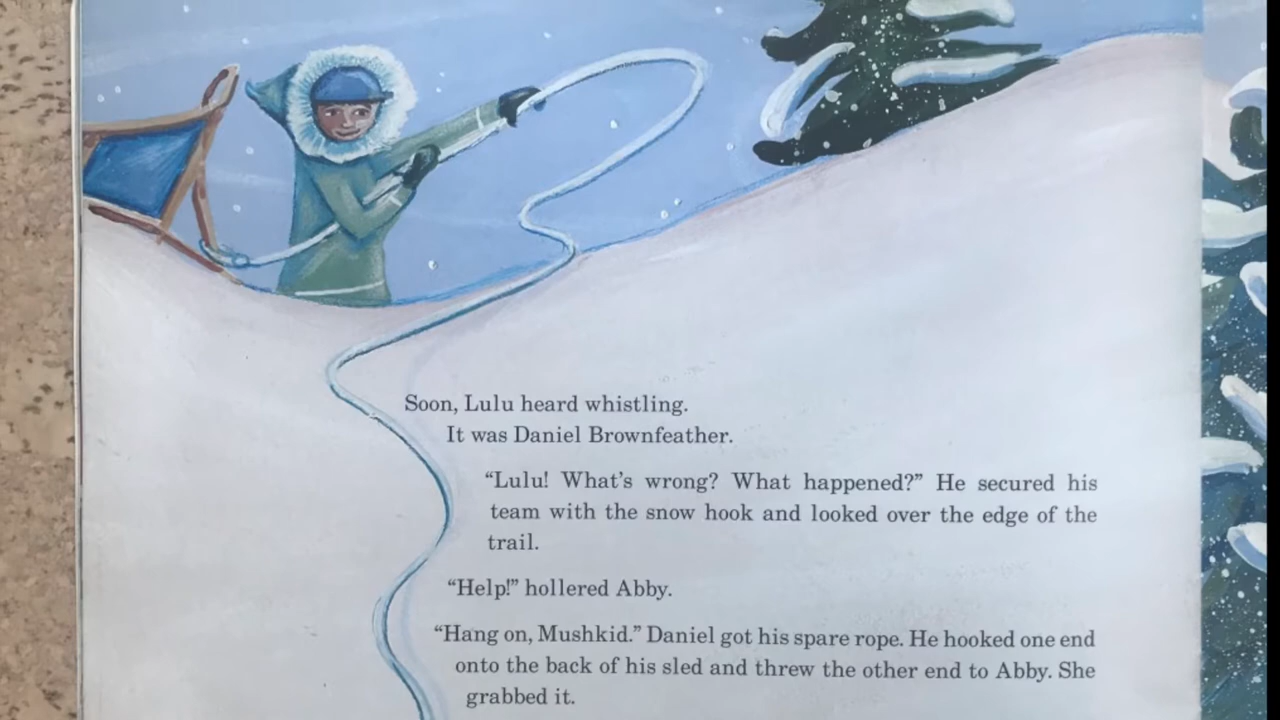 Soon, Lulu heard whistling.
It was Daniel Brownfeather.
“Lulu! What’s wrong? What happened?” He secured his
team with the snow hook and looked over the edge of the
trail.
“Help!” hollered Abby.
“Hang on, Mushkid.” Daniel got his spare rope. He hooked one end
onto the back of his sled and threw the other end to Abby. She
grabbed it.